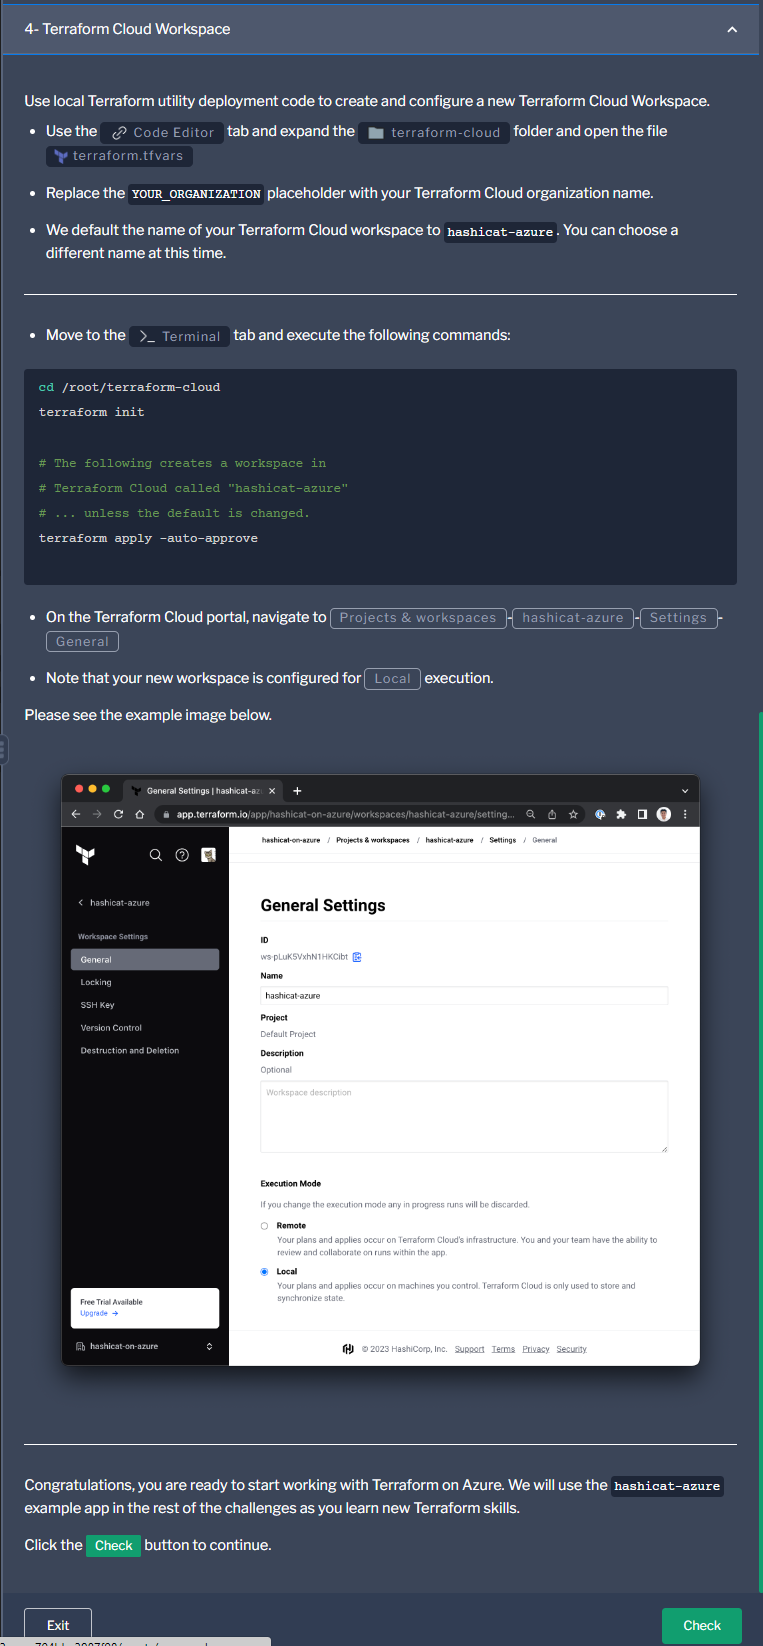 4- Terraform Cloud Workspace
Use local Terraform utility deployment code to create and configure a new Terraform Cloud Workspace.
• Use the Code Editor tab and expand the terraform-cloud folder and open the file
terraform.tfvars
• Replace the YOUR_ORGANIZATION placeholder with your Terraform Cloud organization name.
• We default the name of your Terraform Cloud workspace to hashicat-azure. You can choose a
different name at this time.
• Move to the >_ Terminal tab and execute the following commands:
cd /root/terraform-cloud
terraform init
# The following creates a workspace in
# Terraform Cloud called "hashicat-azure"
# ... unless the default is changed.
terraform apply -auto-approve
• On the Terraform Cloud portal, navigate to Projects & workspaces-hashicat-azure-Settings-
General
• Note that your new workspace is configured for Local execution.
Please see the example image below.
General Settings | hashicat-az
app.terraform.io/app/hashicat-on-azure/workspaces/hashicat-azure/setting...
hashicat-on-azure / Projects & workspaces / hashicat-azure / Settings / General
hashicat-azure
Workspace Settings
General
Locking
SSH Key
Version Control
Destruction and Deletion
Free Trial Available
Upgrade →
hashicat-on-azure
General Settings
ID
ws-pLuK5VxhN1HKCibt
Name
hashicat-azure
Project
Default Project
Description
Optional
Workspace description
Execution Mode
If you change the execution mode any in progress runs will be discarded.
Remote
Your plans and applies occur on Terraform Cloud's infrastructure. You and your team have the ability to
review and collaborate on runs within the app.
Local
Your plans and applies occur on machines you control. Terraform Cloud is only used to store and
synchronize state.
© 2023 HashiCorp, Inc. Support Terms Privacy Security
Congratulations, you are ready to start working with Terraform on Azure. We will use the hashicat-azure
example app in the rest of the challenges as you learn new Terraform skills.
Click the Check button to continue.
Exit
Check